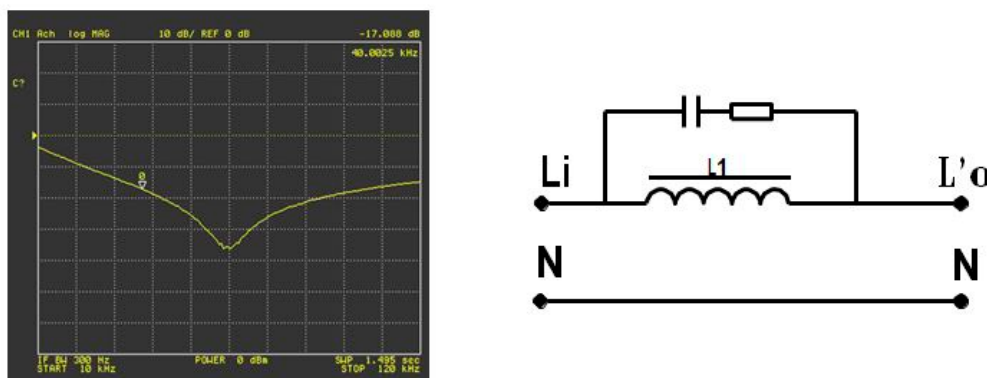 CH1 Ach log MAG 10 dB/ REF 0 dB -17.088 dB
40.0025 kHz
C?
0
IF BW 300 Hz POWER 0 dBm SWP 1.495 sec
START 10 kHz STOP 120 kHz
L1
Li L'o
N N